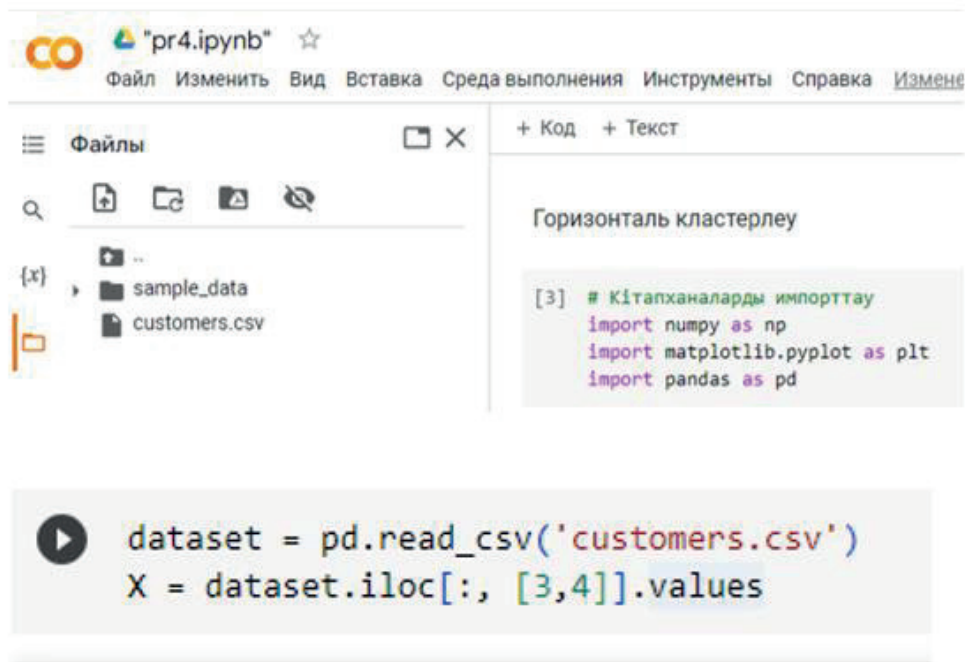 "pr4.ipynb"
Файл Изменить Вид Вставка Среда выполнения Инструменты Справка Измене
Файлы
+ Код + Текст
Горизонталь кластерлеу
..
{x}
sample_data
customers.csv
[3] # Кітапханаларды импорттау
import numpy as np
import matplotlib.pyplot as plt
import pandas as pd
dataset = pd.read_csv('customers.csv')
X = dataset.iloc[:, [3,4]].values